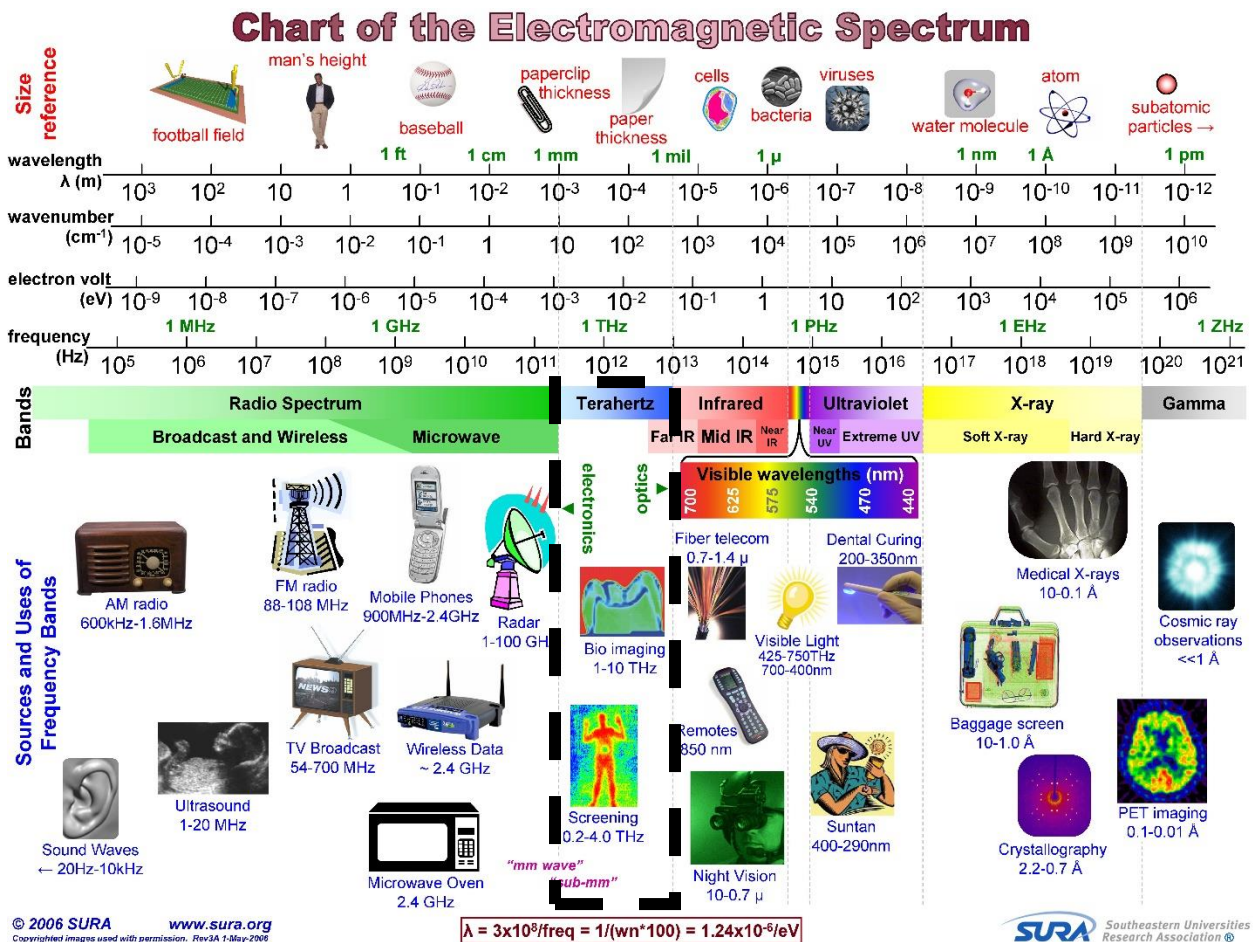 Chart of the Electromagnetic Spectrum
Size
reference
football field
man's height
baseball
paperclip
thickness
paper
thickness
cells
bacteria
viruses
water molecule
atom
subatomic
particles →
wavelength
λ (m)
1 ft 1 cm 1 mm 1 mil 1 µ 1 nm 1 Å 1 pm
10³ 10² 10 1 10⁻¹ 10⁻² 10⁻³ 10⁻⁴ 10⁻⁵ 10⁻⁶ 10⁻⁷ 10⁻⁸ 10⁻⁹ 10⁻¹⁰ 10⁻¹¹ 10⁻¹²
wavenumber
(cm⁻¹)
10⁻⁵ 10⁻⁴ 10⁻³ 10⁻² 10⁻¹ 1 10 10² 10³ 10⁴ 10⁵ 10⁶ 10⁷ 10⁸ 10⁹ 10¹⁰
electron volt
(eV)
10⁻⁹ 10⁻⁸ 10⁻⁷ 10⁻⁶ 10⁻⁵ 10⁻⁴ 10⁻³ 10⁻² 10⁻¹ 1 10 10² 10³ 10⁴ 10⁵ 10⁶
frequency
(Hz)
1 MHz 1 GHz 1 THz 1 PHz 1 EHz 1 ZHz
10⁵ 10⁶ 10⁷ 10⁸ 10⁹ 10¹⁰ 10¹¹ 10¹² 10¹³ 10¹⁴ 10¹⁵ 10¹⁶ 10¹⁷ 10¹⁸ 10¹⁹ 10²⁰ 10²¹
Bands
Radio Spectrum Terahertz Infrared Ultraviolet X-ray Gamma
Broadcast and Wireless Microwave Far IR Mid IR Near IR Near UV Extreme UV Soft X-ray Hard X-ray
Visible wavelengths (nm)
700 625 575 540 470 440
electronics
optics
Sources and Uses of
Frequency Bands
AM radio
600kHz-1.6MHz
FM radio
88-108 MHz
Mobile Phones
900MHz-2.4GHz
Radar
1-100 GH
Bio imaging
1-10 THz
Fiber telecom
0.7-1.4 µ
Dental Curing
200-350nm
Visible Light
425-750THz
700-400nm
Medical X-rays
10-0.1 Å
Cosmic ray
observations
<<1 Å
NEWS
TV Broadcast
54-700 MHz
Wireless Data
~ 2.4 GHz
Ultrasound
1-20 MHz
Sound Waves
← 20Hz-10kHz
Microwave Oven
2.4 GHz
Screening
0.2-4.0 THz
"mm wave"
"sub-mm"
Remotes
850 nm
Night Vision
10-0.7 µ
Suntan
400-290nm
Baggage screen
10-1.0 Å
Crystallography
2.2-0.7 Å
PET imaging
0.1-0.01 Å
© 2006 SURA www.sura.org
Copyrighted images used with permission. Rev3A 1-May-2006
λ = 3x10⁸/freq = 1/(wn*100) = 1.24x10⁻⁶/eV
SURA Southeastern Universities
Research Association ®